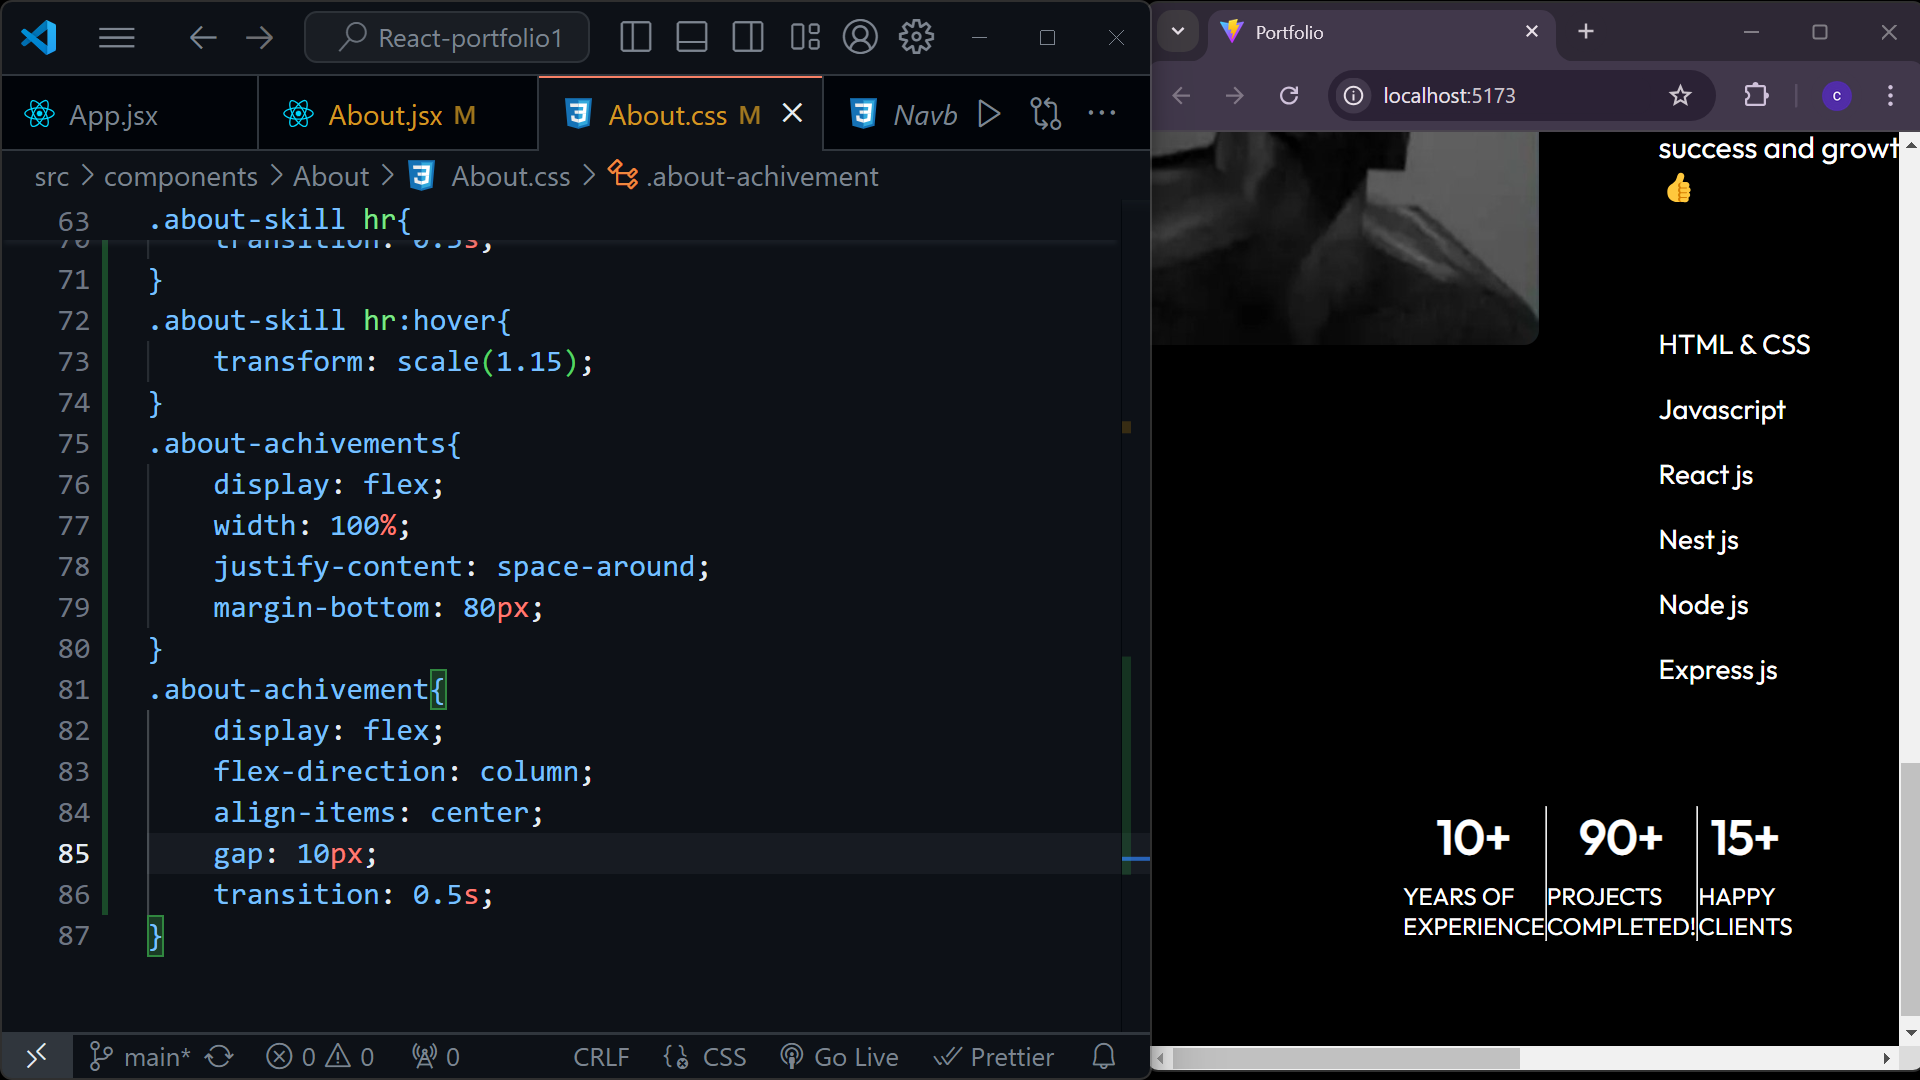 React-portfolio1
App.jsx
About.jsx M
About.css M
Navb
src > components > About > About.css > .about-achivement
63 .about-skill hr{
70 transition: 0.5s;
71 }
72 .about-skill hr:hover{
73 transform: scale(1.15);
74 }
75 .about-achivements{
76 display: flex;
77 width: 100%;
78 justify-content: space-around;
79 margin-bottom: 80px;
80 }
81 .about-achivement{
82 display: flex;
83 flex-direction: column;
84 align-items: center;
85 gap: 10px;
86 transition: 0.5s;
87 }
main* 0 0 0 CRLF CSS Go Live Prettier
Portfolio
localhost:5173
c
success and growt
👍
HTML & CSS
Javascript
React js
Nest js
Node js
Express js
10+
YEARS OF
EXPERIENCE
90+
PROJECTS
COMPLETED!
15+
HAPPY
CLIENTS